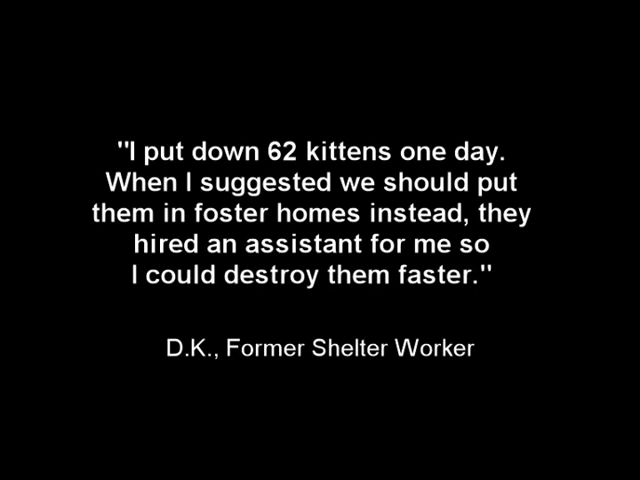 "I put down 62 kittens one day.
When I suggested we should put
them in foster homes instead, they
hired an assistant for me so
I could destroy them faster."
D.K., Former Shelter Worker